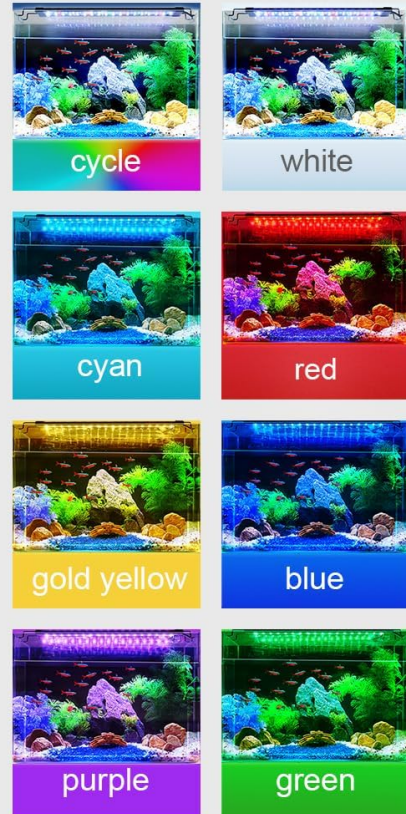 cycle
white
cyan
red
gold yellow
blue
purple
green